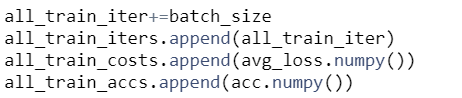 all_train_iter+=batch_size
all_train_iters.append(all_train_iter)
all_train_costs.append(avg_loss.numpy())
all_train_accs.append(acc.numpy())